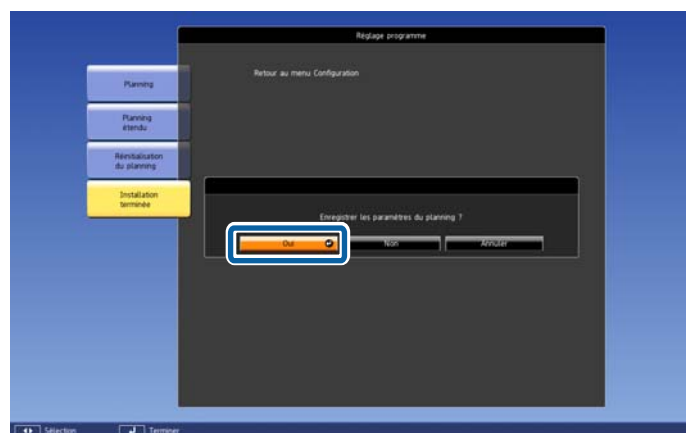 Réglage programme
Retour au menu Configuration
Planning
Planning
étendu
Réinitialisation
du planning
Installation
terminée
Enregistrer les paramètres du planning ?
Oui Non Annuler
Sélection Terminer